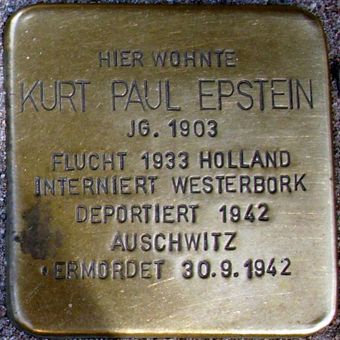 HIER WOHNTE
KURT PAUL EPSTEIN
JG. 1903
FLUCHT 1933 HOLLAND
INTERNIERT WESTERBORK
DEPORTIERT 1942
AUSCHWITZ
ERMORDET 30.9.1942